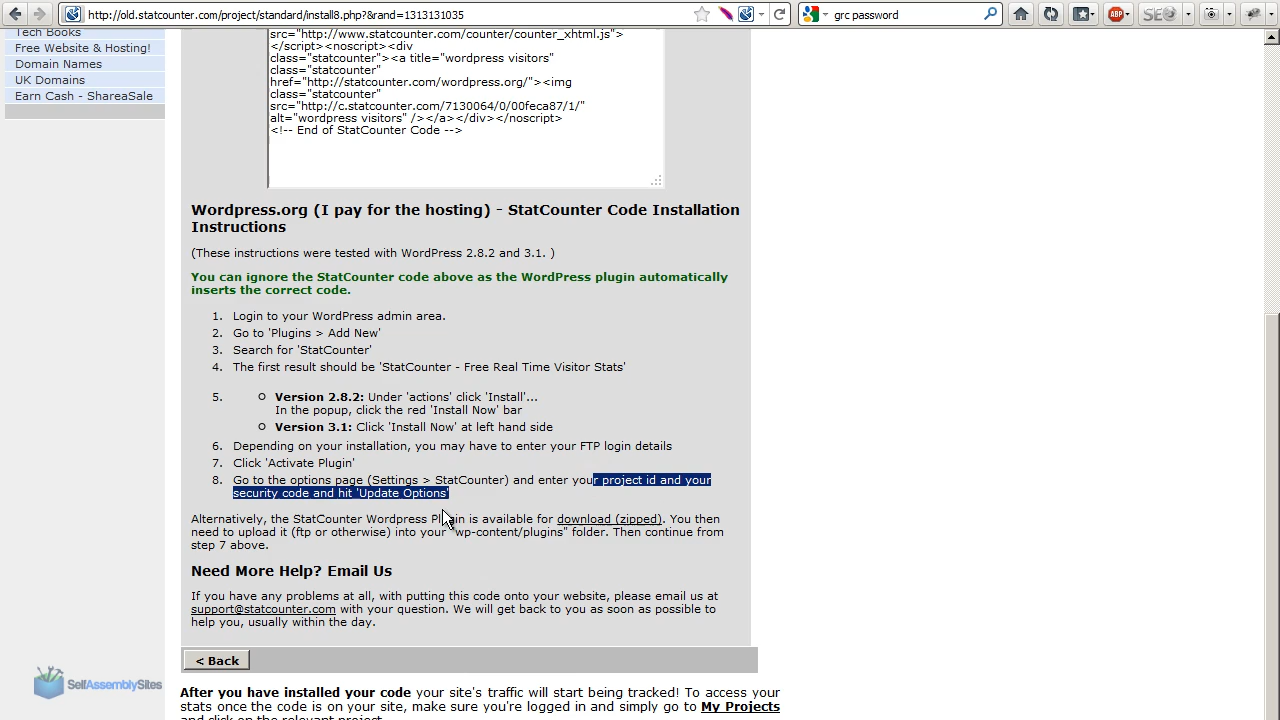 http://old.statcounter.com/project/standard/install8.php?&rand=1313131035
grc password
ABP
SEO
Tech Books
Free Website & Hosting!
Domain Names
UK Domains
Earn Cash - ShareaSale
src="http://www.statcounter.com/counter/counter_xhtml.js">
</script><noscript><div
class="statcounter"><a title="wordpress visitors"
class="statcounter"
href="http://statcounter.com/wordpress.org/"><img
class="statcounter"
src="http://c.statcounter.com/7130064/0/00feca87/1/"
alt="wordpress visitors" /></a></div></noscript>
<!-- End of StatCounter Code -->
Wordpress.org (I pay for the hosting) - StatCounter Code Installation
Instructions
(These instructions were tested with WordPress 2.8.2 and 3.1. )
You can ignore the StatCounter code above as the WordPress plugin automatically
inserts the correct code.
1. Login to your WordPress admin area.
2. Go to 'Plugins > Add New'
3. Search for 'StatCounter'
4. The first result should be 'StatCounter - Free Real Time Visitor Stats'
5. Version 2.8.2: Under 'actions' click 'Install'...
In the popup, click the red 'Install Now' bar
Version 3.1: Click 'Install Now' at left hand side
6. Depending on your installation, you may have to enter your FTP login details
7. Click 'Activate Plugin'
8. Go to the options page (Settings > StatCounter) and enter your project id and your
security code and hit 'Update Options'
Alternatively, the StatCounter Wordpress Plugin is available for download (zipped). You then
need to upload it (ftp or otherwise) into your "wp-content/plugins" folder. Then continue from
step 7 above.
Need More Help? Email Us
If you have any problems at all, with putting this code onto your website, please email us at
support@statcounter.com with your question. We will get back to you as soon as possible to
help you, usually within the day.
< Back
SelfAssemblySites
After you have installed your code your site's traffic will start being tracked! To access your
stats once the code is on your site, make sure you're logged in and simply go to My Projects
and click on the relevant project.